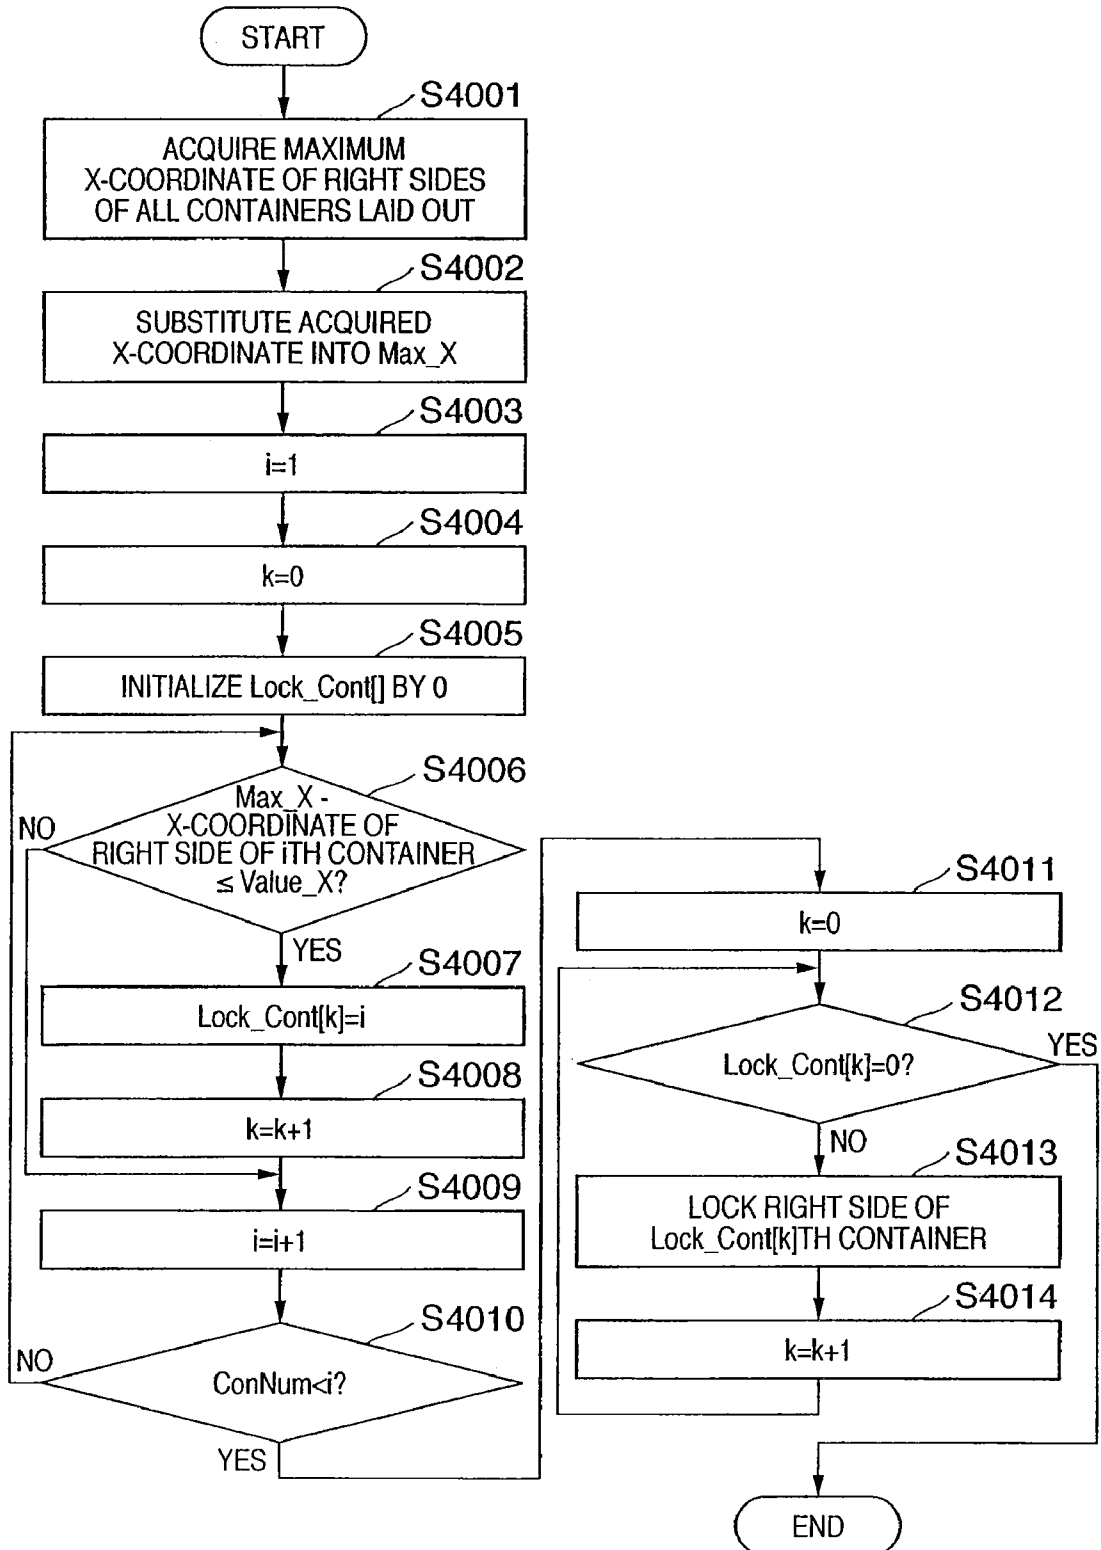 START
S4001
ACQUIRE MAXIMUM
X-COORDINATE OF RIGHT SIDES
OF ALL CONTAINERS LAID OUT
S4002
SUBSTITUTE ACQUIRED
X-COORDINATE INTO Max_X
S4003
i=1
S4004
k=0
S4005
INITIALIZE Lock_Cont[] BY 0
S4006
Max_X -
X-COORDINATE OF
RIGHT SIDE OF iTH CONTAINER
≤ Value_X?
NO
YES
S4007
Lock_Cont[k]=i
S4008
k=k+1
S4009
i=i+1
S4010
ConNum<i?
NO
YES
S4011
k=0
S4012
Lock_Cont[k]=0?
YES
NO
S4013
LOCK RIGHT SIDE OF
Lock_Cont[k]TH CONTAINER
S4014
k=k+1
END